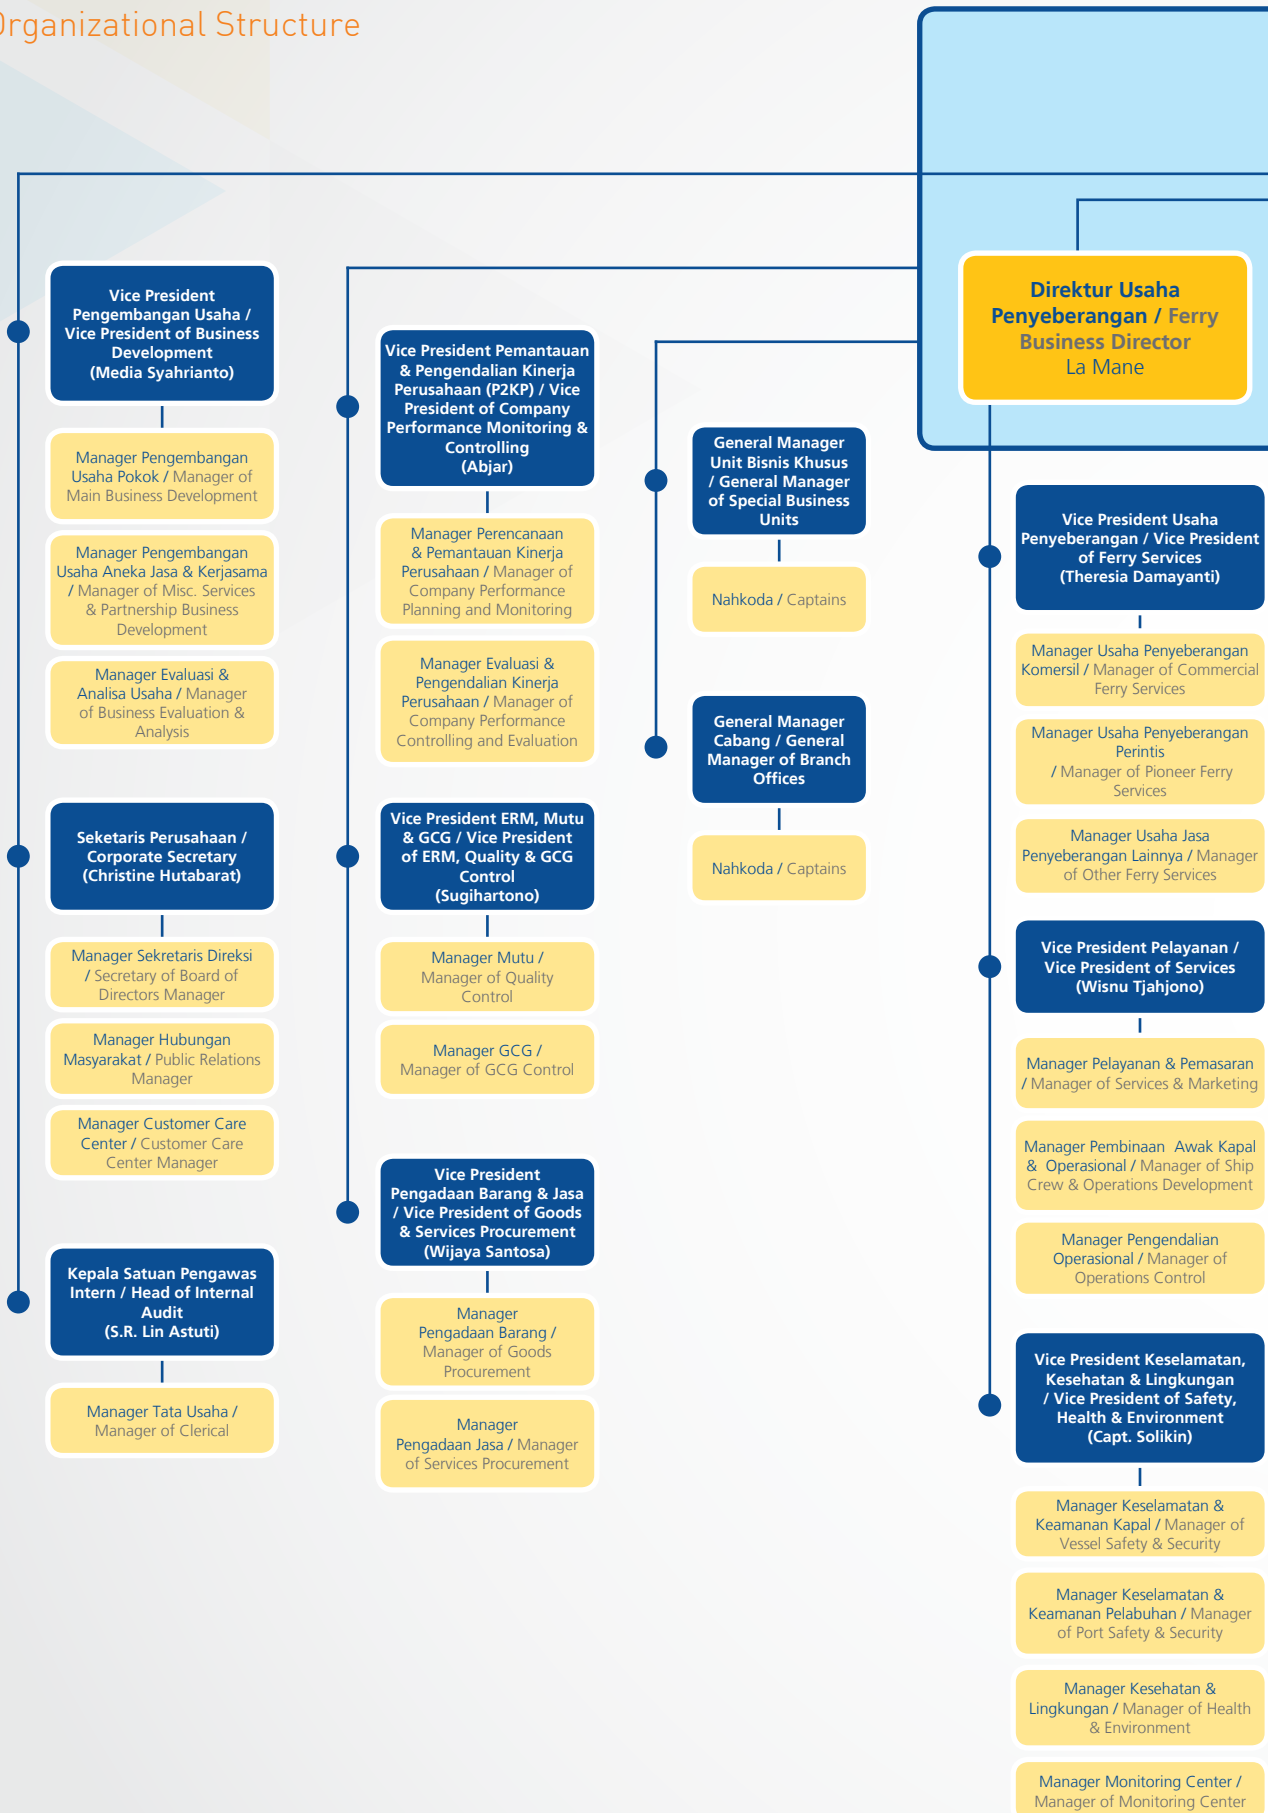 Organizational Structure
Vice President
Pengembangan Usaha /
Vice President of Business
Development
(Media Syahrianto)
Manager Pengembangan
Usaha Pokok / Manager of
Main Business Development
Manager Pengembangan
Usaha Aneka Jasa & Kerjasama
/ Manager of Misc. Services
& Partnership Business
Development
Manager Evaluasi &
Analisa Usaha / Manager
of Business Evaluation &
Analysis
Seketaris Perusahaan /
Corporate Secretary
(Christine Hutabarat)
Manager Sekretaris Direksi
/ Secretary of Board of
Directors Manager
Manager Hubungan
Masyarakat / Public Relations
Manager
Manager Customer Care
Center / Customer Care
Center Manager
Kepala Satuan Pengawas
Intern / Head of Internal
Audit
(S.R. Lin Astuti)
Manager Tata Usaha /
Manager of Clerical
Vice President Pemantauan
& Pengendalian Kinerja
Perusahaan (P2KP) / Vice
President of Company
Performance Monitoring &
Controlling
(Abjar)
Manager Perencanaan
& Pemantauan Kinerja
Perusahaan / Manager of
Company Performance
Planning and Monitoring
Manager Evaluasi &
Pengendalian Kinerja
Perusahaan / Manager of
Company Performance
Controlling and Evaluation
Vice President ERM, Mutu
& GCG / Vice President
of ERM, Quality & GCG
Control
(Sugihartono)
Manager Mutu /
Manager of Quality
Control
Manager GCG /
Manager of GCG Control
Vice President
Pengadaan Barang & Jasa
/ Vice President of Goods
& Services Procurement
(Wijaya Santosa)
Manager
Pengadaan Barang /
Manager of Goods
Procurement
Manager
Pengadaan Jasa / Manager
of Services Procurement
General Manager
Unit Bisnis Khusus
/ General Manager
of Special Business
Units
Nahkoda / Captains
General Manager
Cabang / General
Manager of Branch
Offices
Nahkoda / Captains
Direktur Usaha
Penyeberangan / Ferry
Business Director
La Mane
Vice President Usaha
Penyeberangan / Vice President
of Ferry Services
(Theresia Damayanti)
Manager Usaha Penyeberangan
Komersil / Manager of Commercial
Ferry Services
Manager Usaha Penyeberangan
Perintis
/ Manager of Pioneer Ferry
Services
Manager Usaha Jasa
Penyeberangan Lainnya / Manager
of Other Ferry Services
Vice President Pelayanan /
Vice President of Services
(Wisnu Tjahjono)
Manager Pelayanan & Pemasaran
/ Manager of Services & Marketing
Manager Pembinaan Awak Kapal
& Operasional / Manager of Ship
Crew & Operations Development
Manager Pengendalian
Operasional / Manager of
Operations Control
Vice President Keselamatan,
Kesehatan & Lingkungan
/ Vice President of Safety,
Health & Environment
(Capt. Solikin)
Manager Keselamatan &
Keamanan Kapal / Manager of
Vessel Safety & Security
Manager Keselamatan &
Keamanan Pelabuhan / Manager
of Port Safety & Security
Manager Kesehatan &
Lingkungan / Manager of Health
& Environment
Manager Monitoring Center /
Manager of Monitoring Center